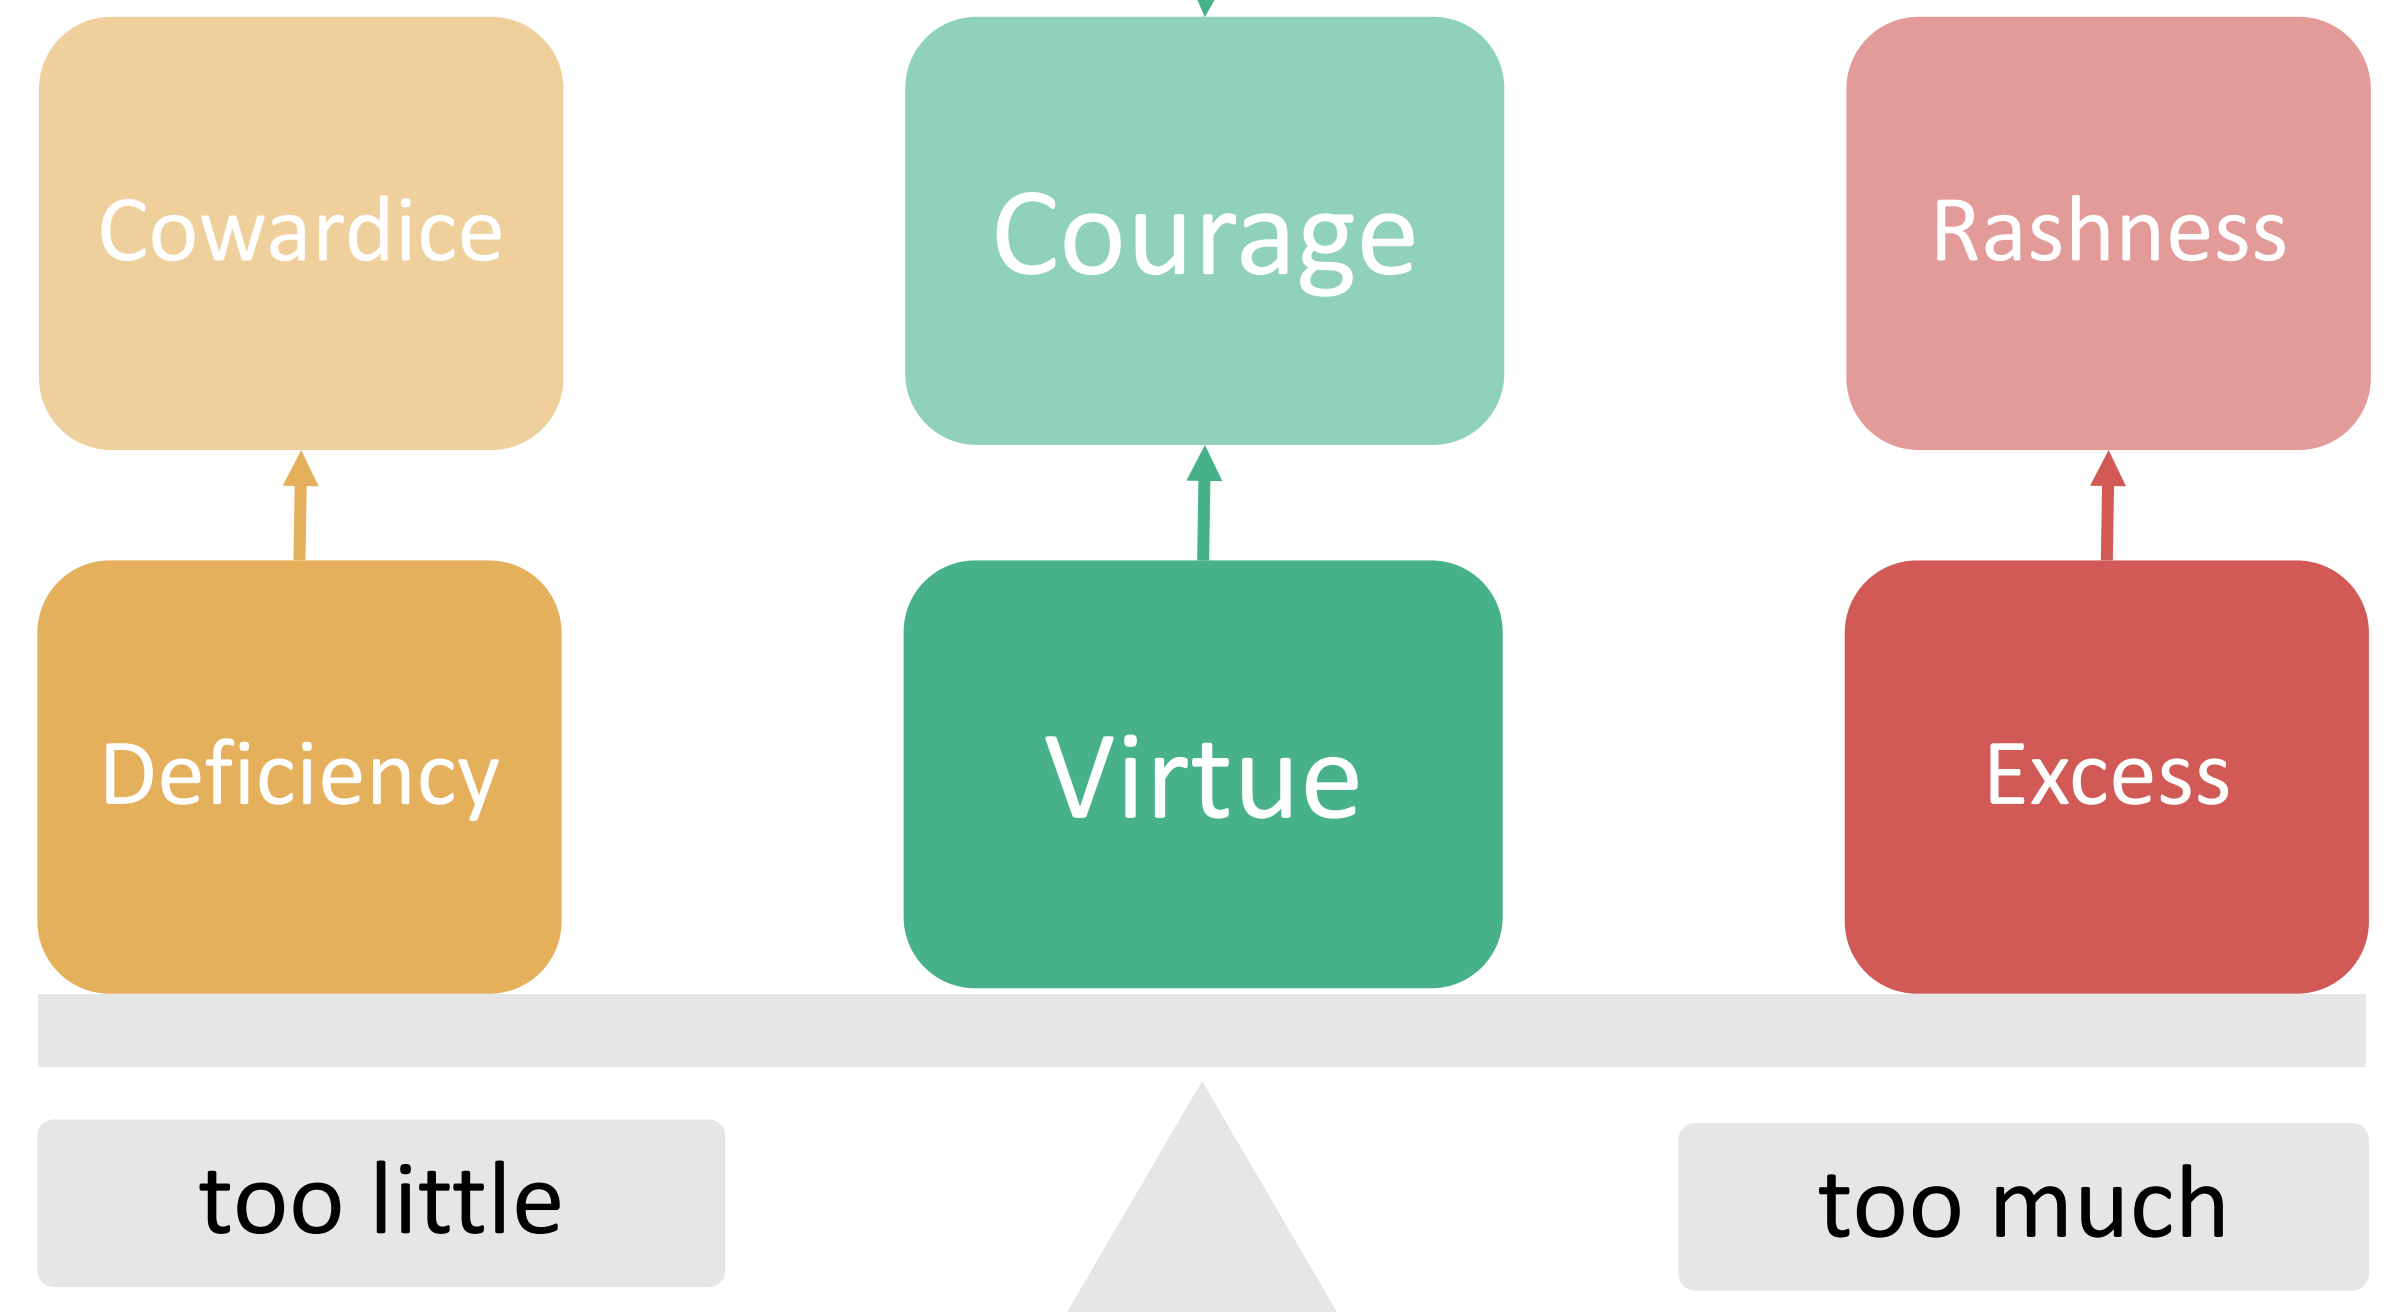 Cowardice
Courage
Rashness
Deficiency
Virtue
Excess
too little
too much